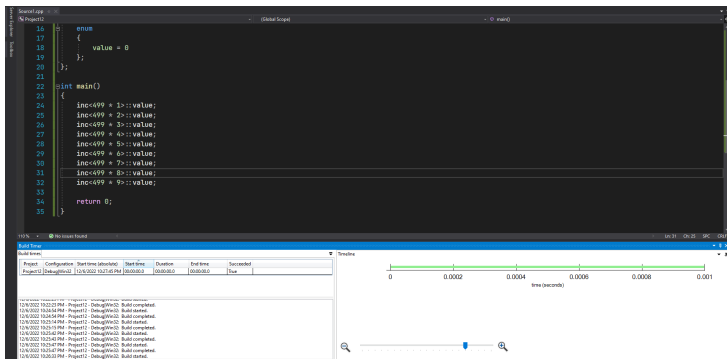 Source1.cpp
Project12
(Global Scope)
main()
Server Explorer
Toolbox
16 enum
17 {
18 value = 0
19 };
20 };
21
22 int main()
23 {
24 inc<499 * 1>::value;
25 inc<499 * 2>::value;
26 inc<499 * 3>::value;
27 inc<499 * 4>::value;
28 inc<499 * 5>::value;
29 inc<499 * 6>::value;
30 inc<499 * 7>::value;
31 inc<499 * 8>::value;
32 inc<499 * 9>::value;
33
34 return 0;
35 }
110 % No issues found Ln: 31 Ch: 25 SPC CRLF
Build Times
Build times
Project Configuration Start time (absolute) Start time Duration End time Succeeded
Project12 Debug|Win32 12/6/2022 10:27:45 PM 00:00:00.0 00:00:00.0 00:00:00.0 True
Timeline
0 0.0002 0.0004 0.0006 0.0008 0.001
time (seconds)
12/6/2022 10:22:23 PM - Project12 - Debug|Win32: Build completed.
12/6/2022 10:24:54 PM - Project12 - Debug|Win32: Build started.
12/6/2022 10:24:54 PM - Project12 - Debug|Win32: Build completed.
12/6/2022 10:25:14 PM - Project12 - Debug|Win32: Build started.
12/6/2022 10:25:15 PM - Project12 - Debug|Win32: Build completed.
12/6/2022 10:25:42 PM - Project12 - Debug|Win32: Build started.
12/6/2022 10:25:43 PM - Project12 - Debug|Win32: Build completed.
12/6/2022 10:25:47 PM - Project12 - Debug|Win32: Build started.
12/6/2022 10:25:47 PM - Project12 - Debug|Win32: Build completed.
12/6/2022 10:26:33 PM - Project12 - Debug|Win32: Build started.